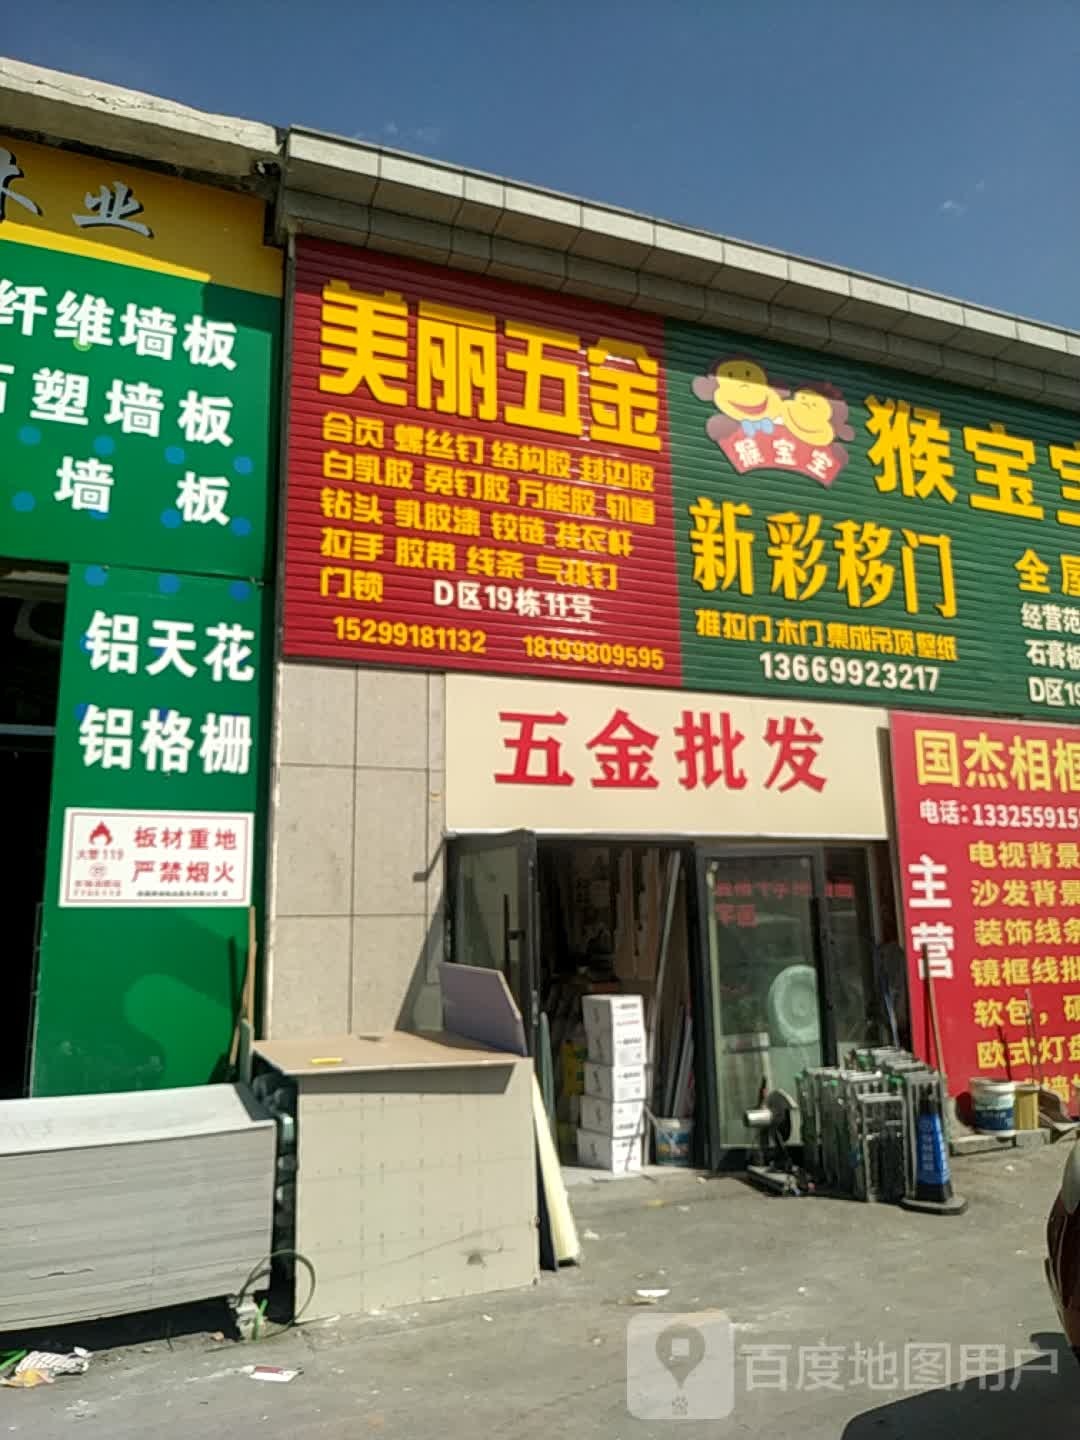 木业
纤维墙板
石塑墙板
墙板
铝天花
铝格栅
火警119
板材重地
严禁烟火
美丽五金
合页 螺丝钉 结构胶 封边胶
白乳胶 免钉胶 万能胶 轨道
钻头 乳胶漆 铰链 挂衣杆
拉手 胶带 线条 气排钉
门锁 D区19栋11号
15299181132 18199809595
猴宝宝
猴宝宝
新彩移门
全屋
推拉门 木门 集成吊顶 壁纸
13669923217
经营范
石膏板
D区19
五金批发
国杰相框
电话:1332559155
主营
电视背景
沙发背景
装饰线条
镜框线批
软包，硬
欧式灯盘
百度地图用户